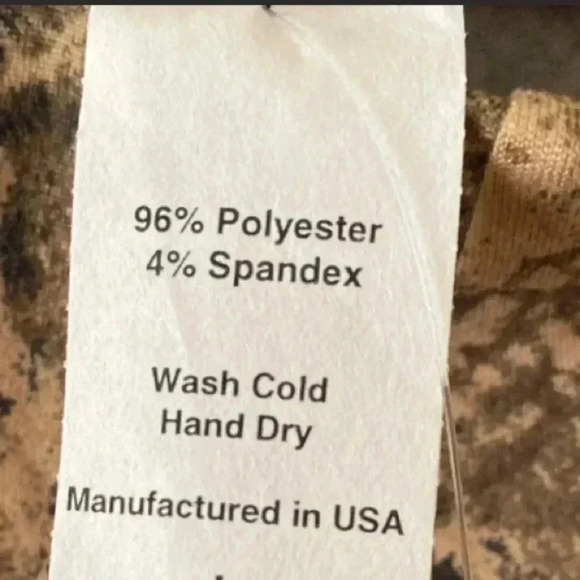 96% Polyester
4% Spandex
Wash Cold
Hand Dry
Manufactured in USA